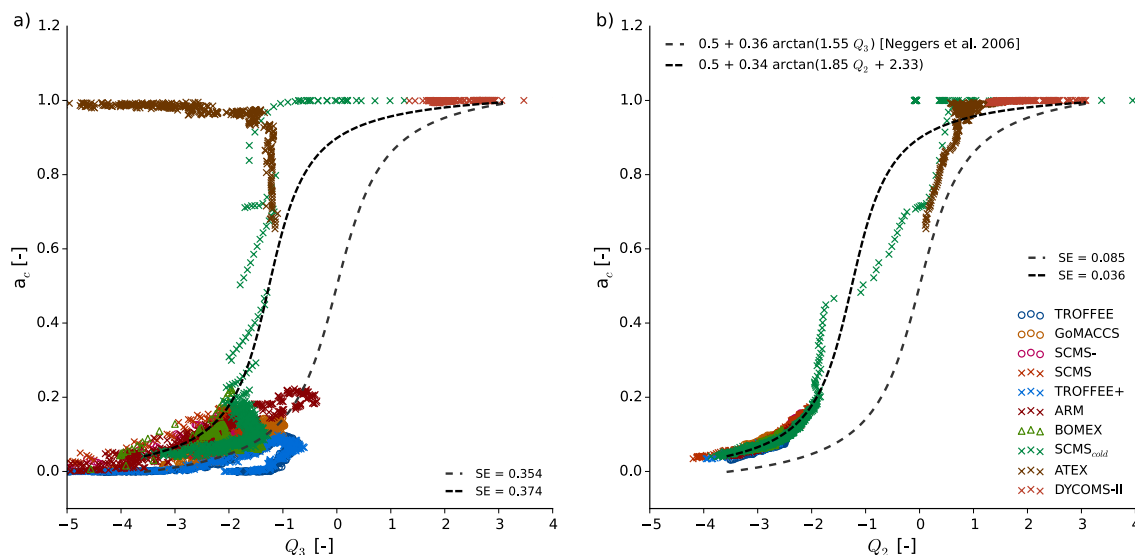 a)
1.2
1.0
0.8
0.6
0.4
0.2
0.0
a_c [-]
SE = 0.354
SE = 0.374
−5 −4 −3 −2 −1 0 1 2 3 4
Q_3 [-]
b)
1.2
1.0
0.8
0.6
0.4
0.2
0.0
a_c [-]
0.5 + 0.36 arctan(1.55 Q_3) [Neggers et al. 2006]
0.5 + 0.34 arctan(1.85 Q_2 + 2.33)
SE = 0.085
SE = 0.036
TROFFEE
GoMACCS
SCMS-
SCMS
TROFFEE+
ARM
BOMEX
SCMS_cold
ATEX
DYCOMS-II
−5 −4 −3 −2 −1 0 1 2 3 4
Q_2 [-]